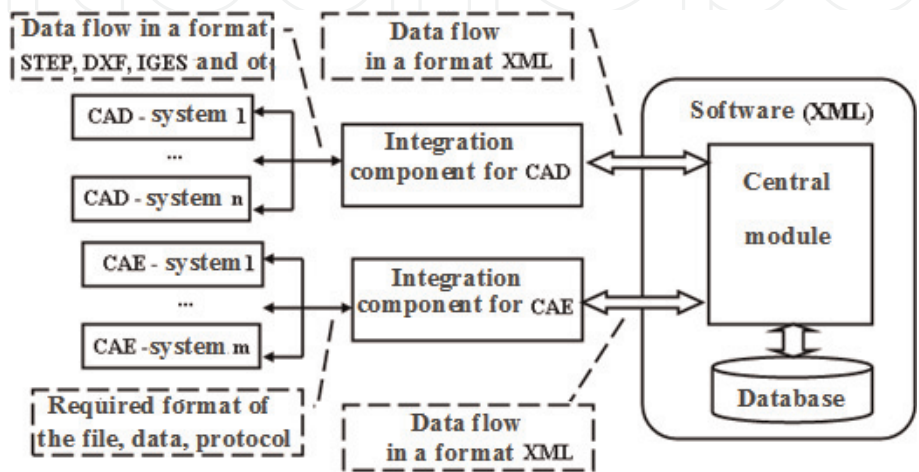 Data flow in a format
STEP, DXF, IGES and ot
Data flow
in a format XML
CAD - system 1
...
CAD - system n
Integration
component for CAD
Software (XML)
Central
module
CAE - system 1
...
CAE - system m
Integration
component for CAE
Database
Required format of
the file, data, protocol
Data flow
in a format XML